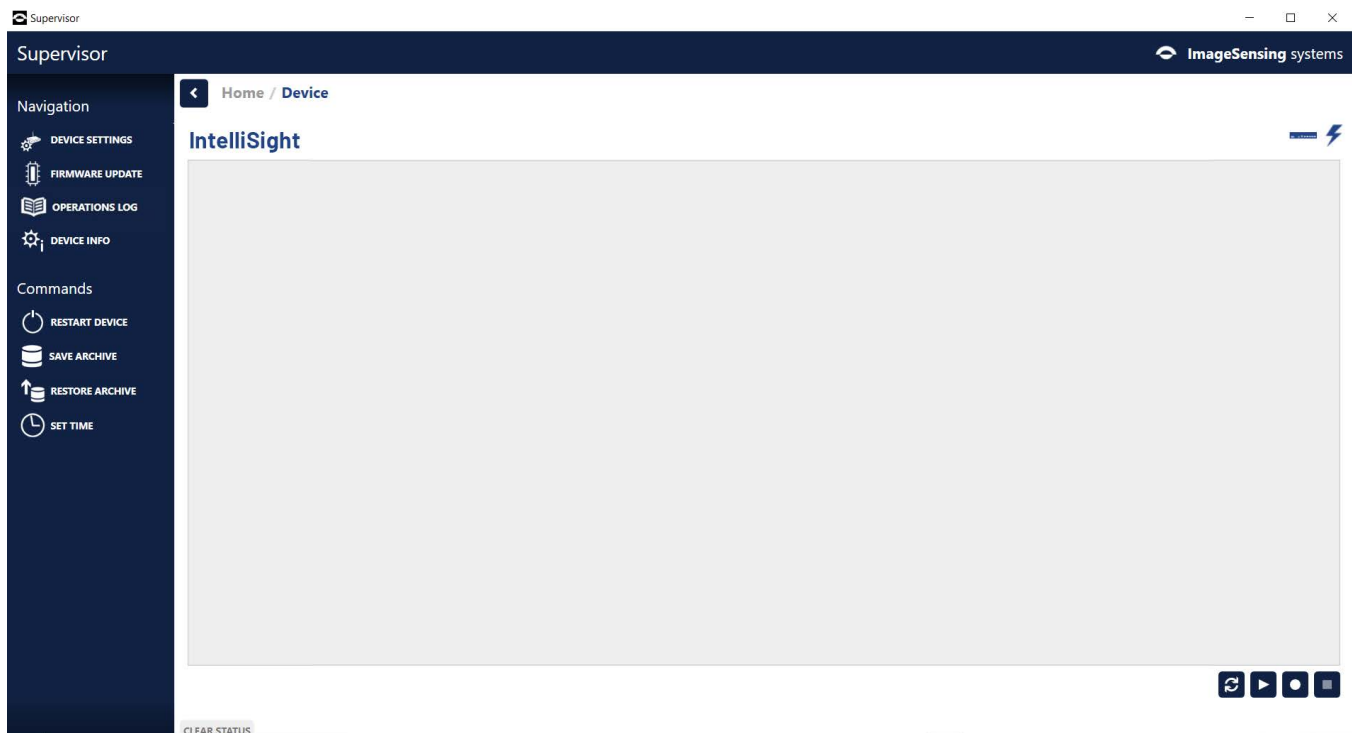 Supervisor
Supervisor
ImageSensing systems
Navigation
DEVICE SETTINGS
FIRMWARE UPDATE
OPERATIONS LOG
DEVICE INFO
Commands
RESTART DEVICE
SAVE ARCHIVE
RESTORE ARCHIVE
SET TIME
Home / Device
IntelliSight
CLEAR STATUS